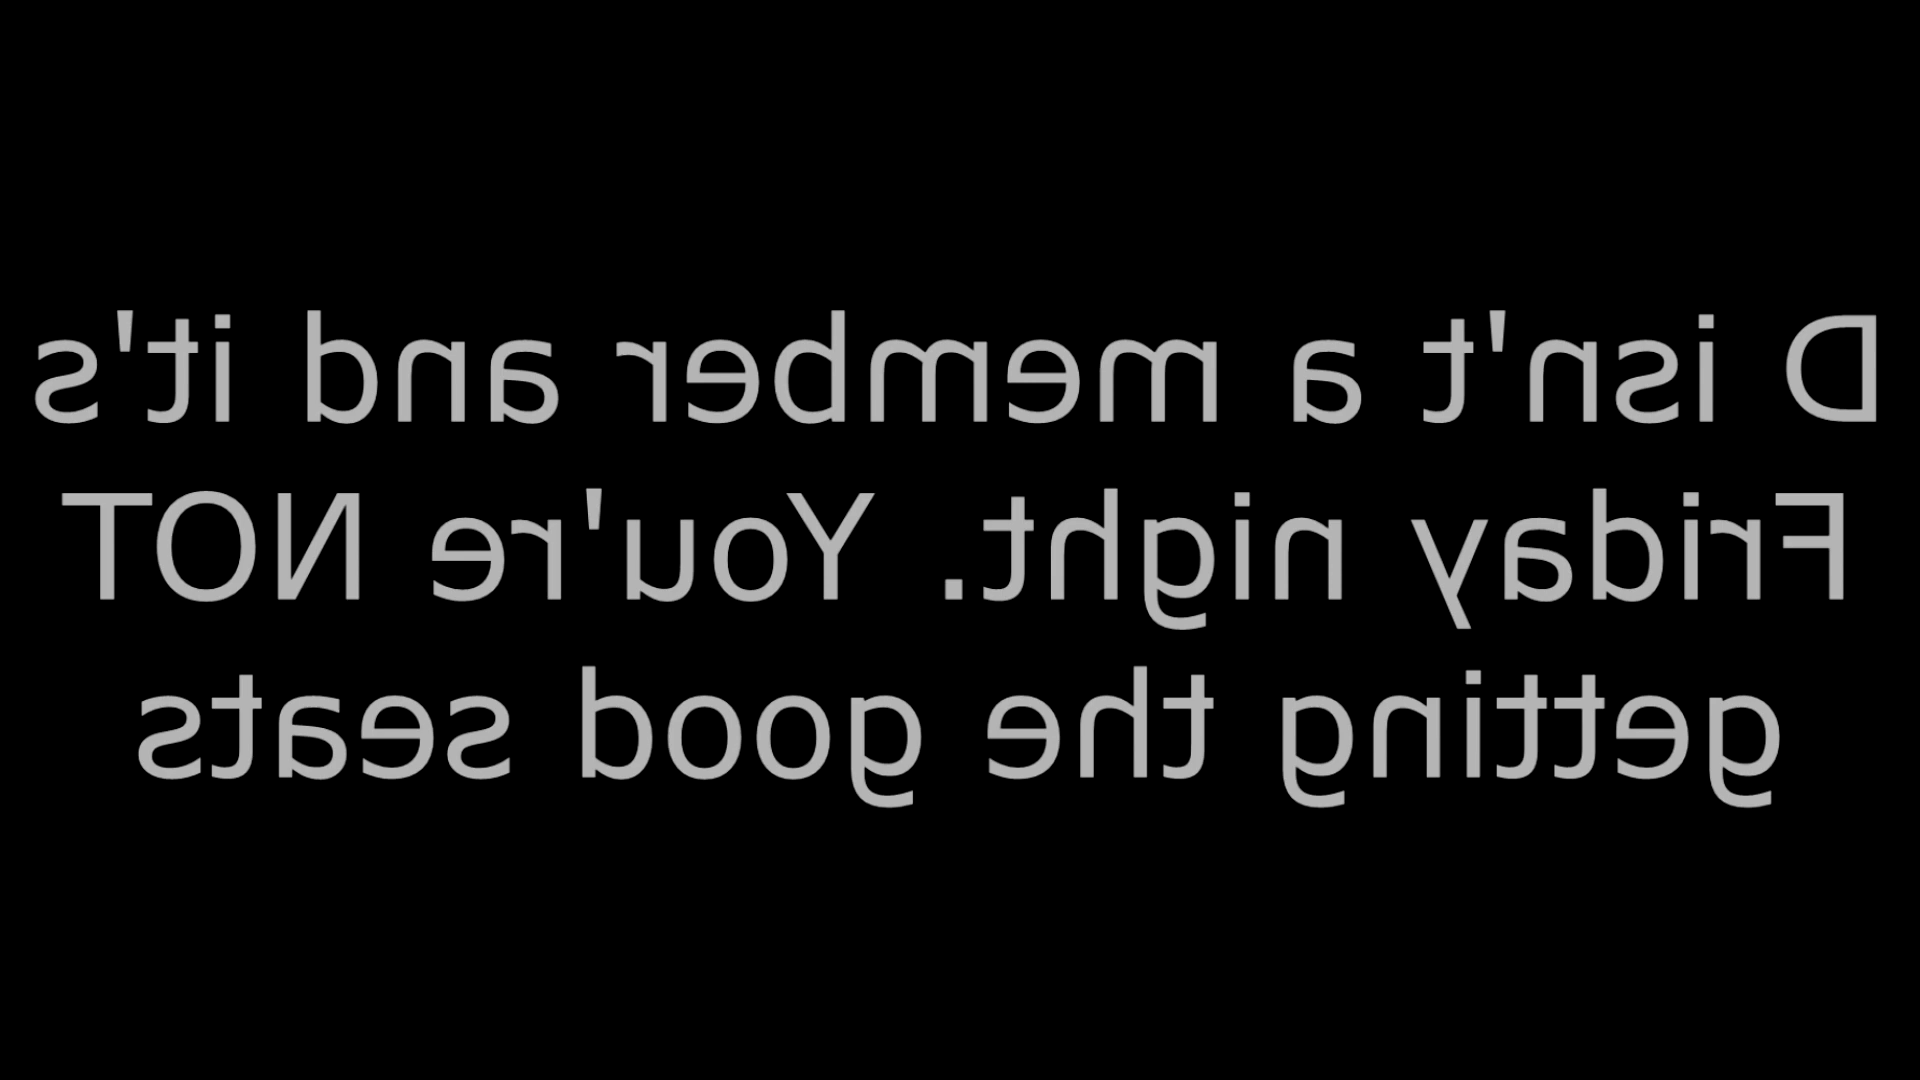 D isn't a member and it's
Friday night. You're NOT
getting the good seats